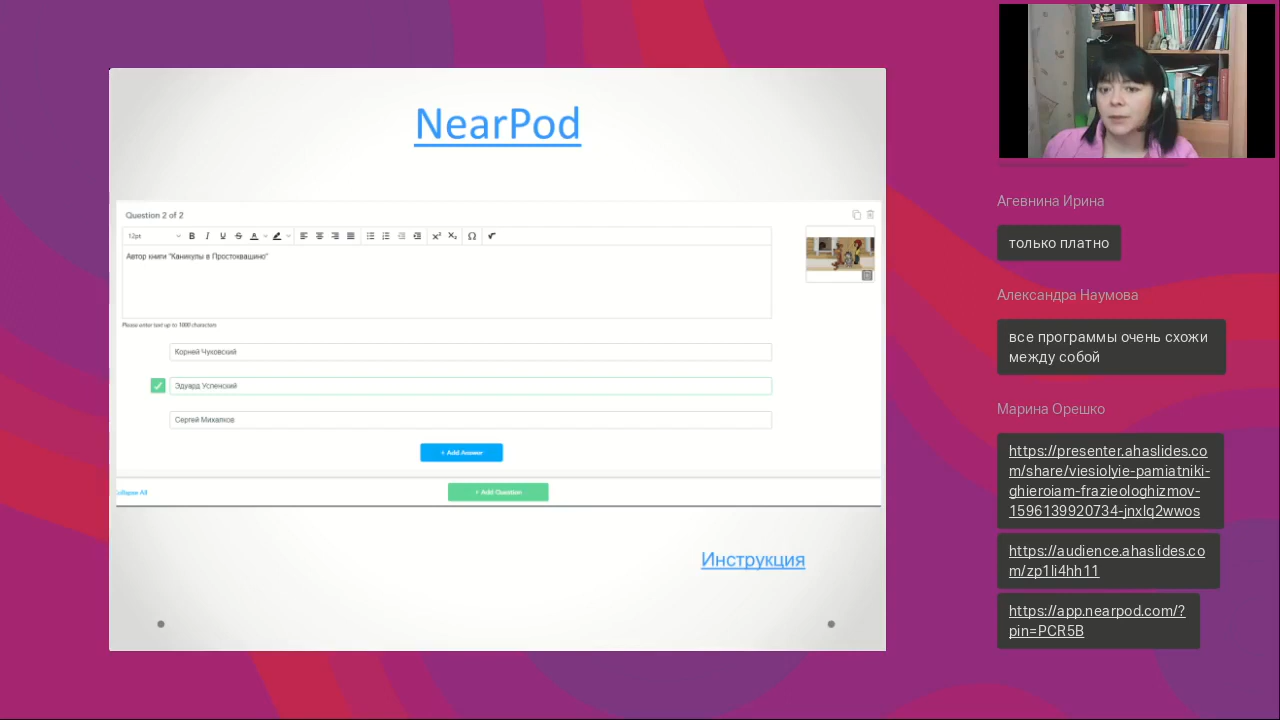 NearPod
Question 2 of 2
12pt
Автор книги "Каникулы в Простоквашино"
Please enter text up to 1000 characters
Корней Чуковский
Эдуард Успенский
Сергей Михалков
+ Add Answer
ollapse All
+ Add Question
Инструкция
Агевнина Ирина
только платно
Александра Наумова
все программы очень схожи
между собой
Марина Орешко
https://presenter.ahaslides.co
m/share/viesiolyie-pamiatniki-
ghieroiam-frazieologhizmov-
1596139920734-jnxlq2wwos
https://audience.ahaslides.co
m/zp1li4hh11
https://app.nearpod.com/?
pin=PCR5B